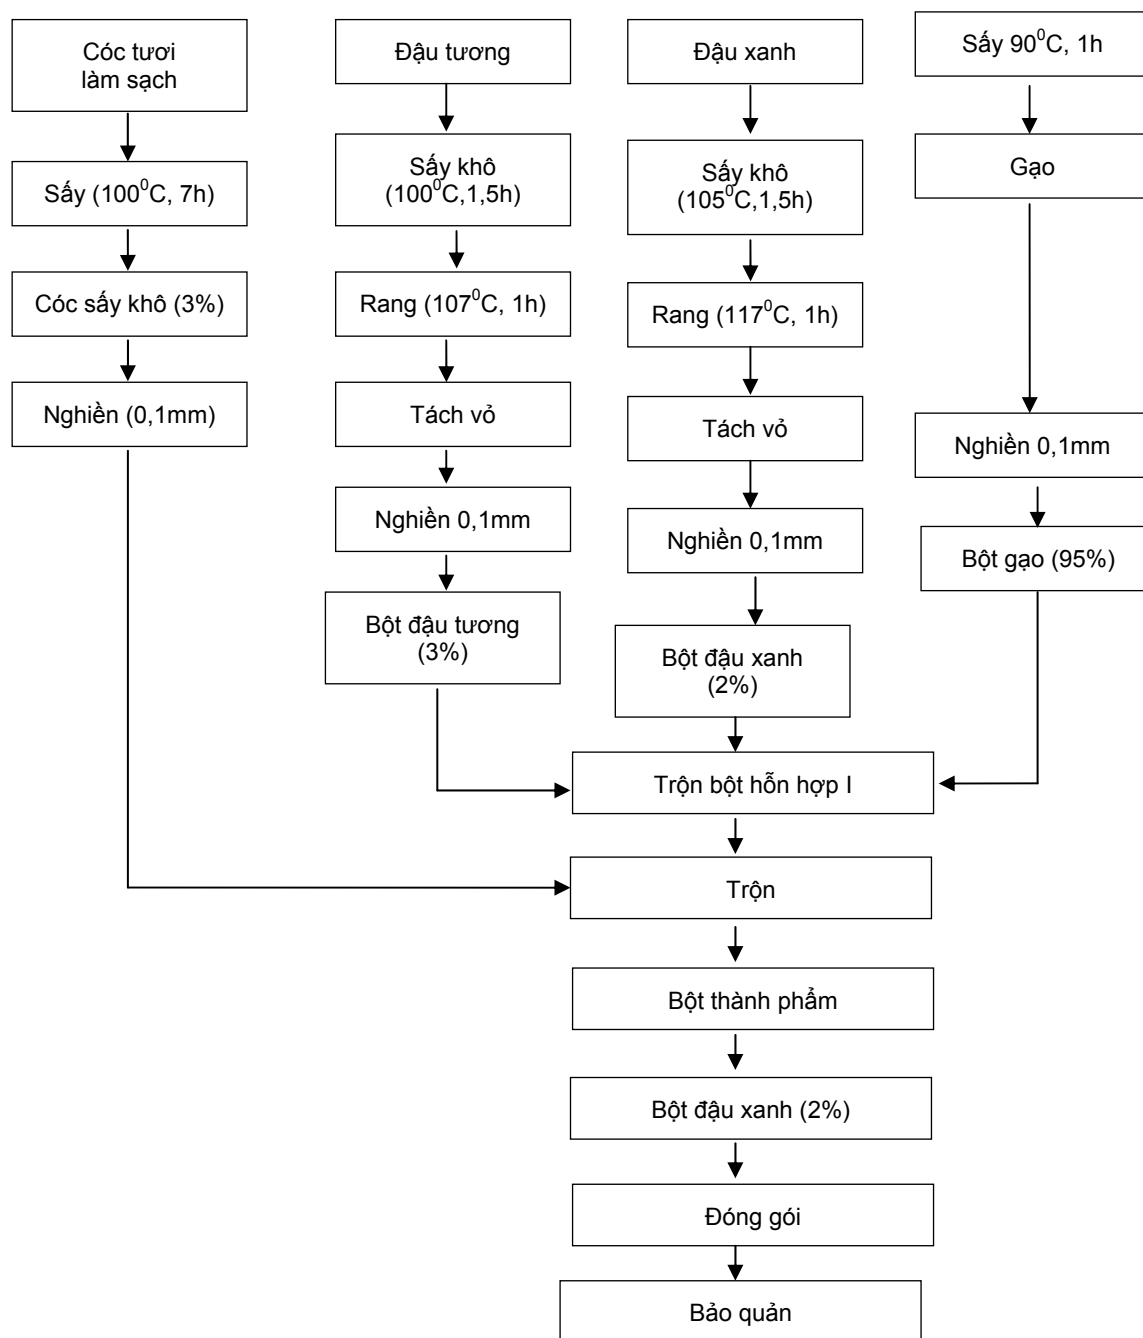 Cóc tươi
làm sạch
Sấy (100⁰C, 7h)
Cóc sấy khô (3%)
Nghiền (0,1mm)
Đậu tương
Sấy khô
(100⁰C,1,5h)
Rang (107⁰C, 1h)
Tách vỏ
Nghiền 0,1mm
Bột đậu tương
(3%)
Đậu xanh
Sấy khô
(105⁰C,1,5h)
Rang (117⁰C, 1h)
Tách vỏ
Nghiền 0,1mm
Bột đậu xanh
(2%)
Sấy 90⁰C, 1h
Gạo
Nghiền 0,1mm
Bột gạo (95%)
Trộn bột hỗn hợp I
Trộn
Bột thành phẩm
Bột đậu xanh (2%)
Đóng gói
Bảo quản